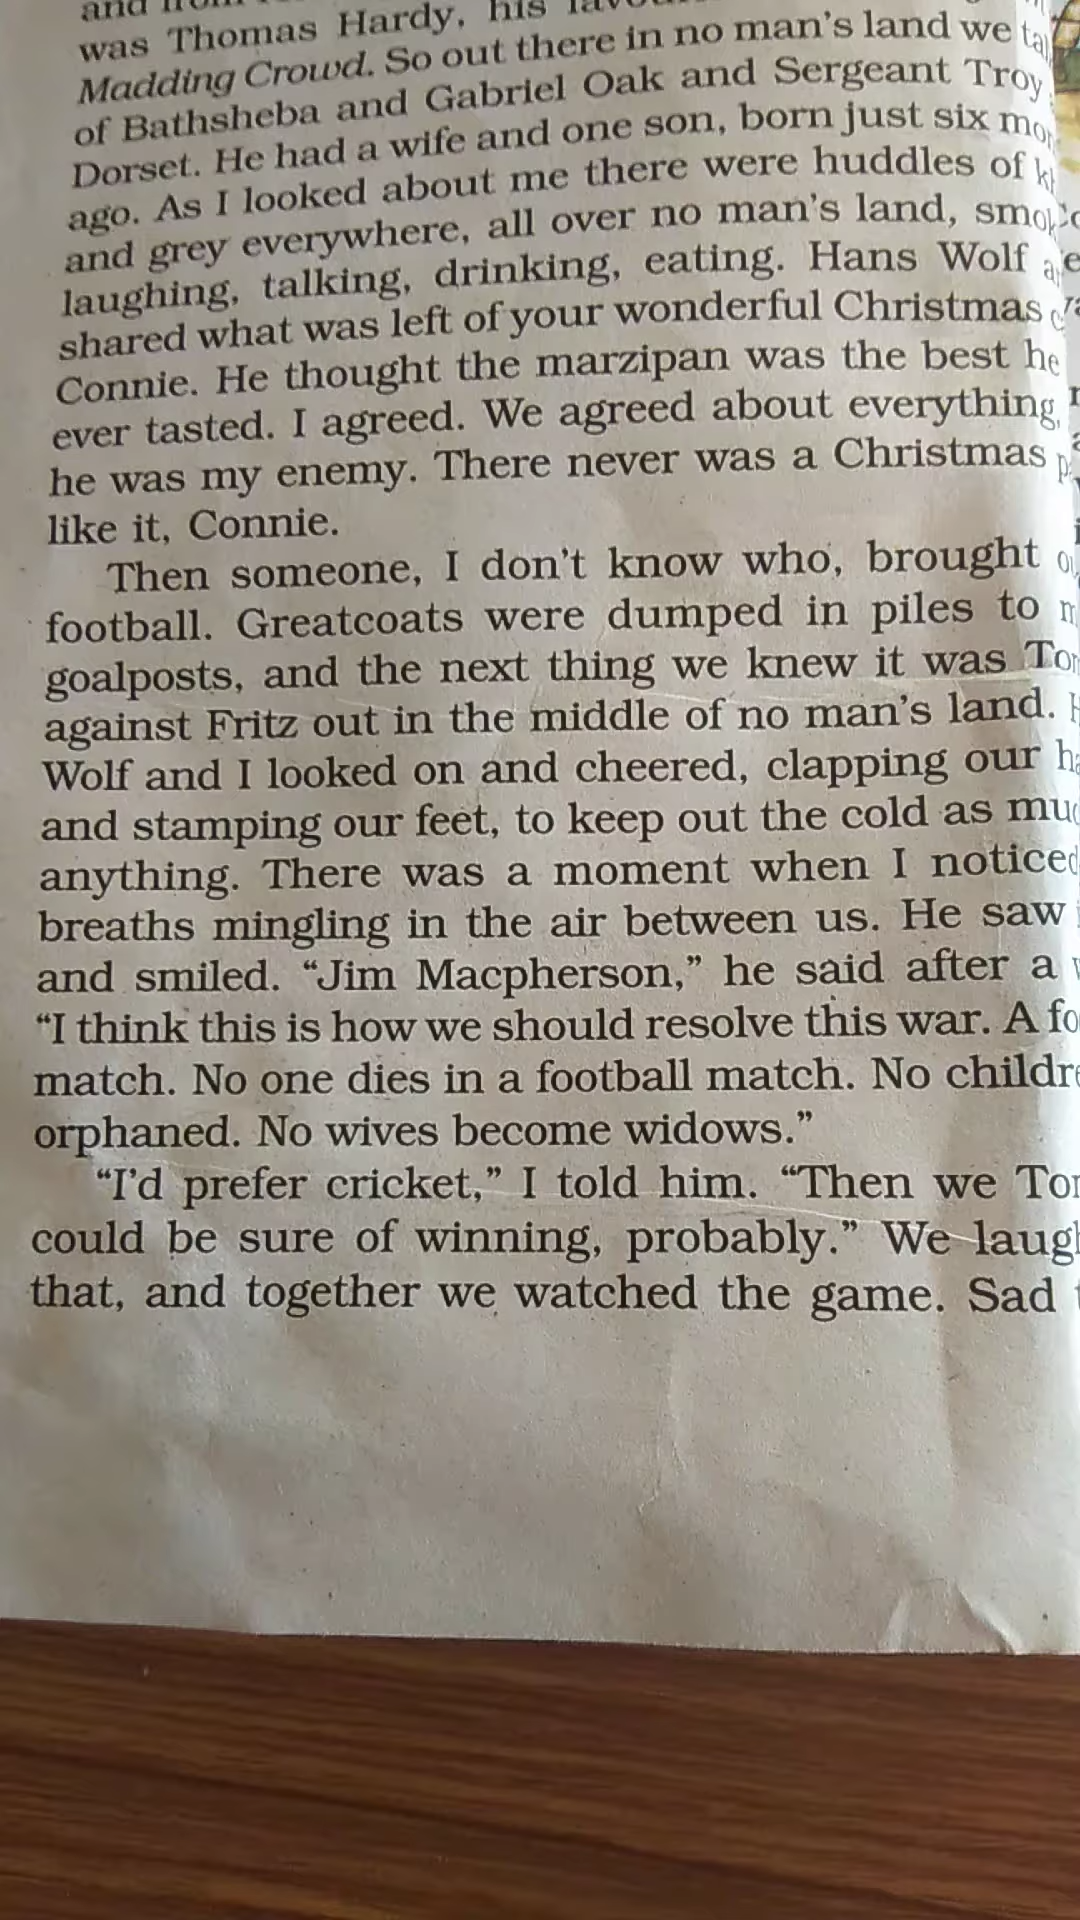 was Thomas Hardy, his
Madding Crowd. So out there in no man's land we
of Bathsheba and Gabriel Oak and Sergeant Troy
Dorset. He had a wife and one son, born just six
ago. As I looked about me there were huddles of
and grey everywhere, all over no man's land,
laughing, talking, drinking, eating. Hans Wolf
shared what was left of your wonderful Christmas
Connie. He thought the marzipan was the best he
ever tasted. I agreed. We agreed about everything,
he was my enemy. There never was a Christmas
like it, Connie.
Then someone, I don't know who, brought
football. Greatcoats were dumped in piles to
goalposts, and the next thing we knew it was
against Fritz out in the middle of no man's land.
Wolf and I looked on and cheered, clapping our
and stamping our feet, to keep out the cold as
anything. There was a moment when I noticed
breaths mingling in the air between us. He saw
and smiled. “Jim Macpherson,” he said after a
“I think this is how we should resolve this war. A
match. No one dies in a football match. No
orphaned. No wives become widows.”
“I'd prefer cricket,” I told him. “Then we
could be sure of winning, probably.” We
that, and together we watched the game. Sad